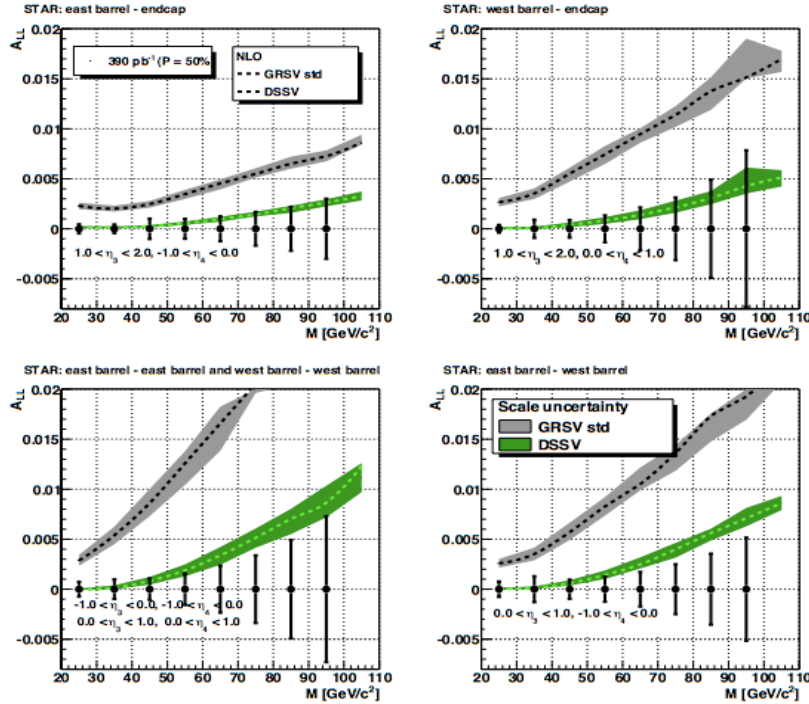 STAR: east barrel - endcap
A_LL
0.02
0.015
0.01
0.005
0
-0.005
390 pb⁻¹ (P = 50%
NLO
GRSV std
DSSV
1.0 < η₃ < 2.0, -1.0 < η₄ < 0.0
20 30 40 50 60 70 80 90 100 110
M [GeV/c²]
STAR: west barrel - endcap
A_LL
0.02
0.015
0.01
0.005
0
-0.005
1.0 < η₃ < 2.0, 0.0 < η₄ < 1.0
20 30 40 50 60 70 80 90 100 110
M [GeV/c²]
STAR: east barrel - east barrel and west barrel - west barrel
A_LL
0.02
0.015
0.01
0.005
0
-0.005
-1.0 < η₃ < 0.0, -1.0 < η₄ < 0.0
0.0 < η₃ < 1.0, 0.0 < η₄ < 1.0
20 30 40 50 60 70 80 90 100 110
M [GeV/c²]
STAR: east barrel - west barrel
A_LL
0.02
0.015
0.01
0.005
0
-0.005
Scale uncertainty
GRSV std
DSSV
0.0 < η₃ < 1.0, -1.0 < η₄ < 0.0
20 30 40 50 60 70 80 90 100 110
M [GeV/c²]